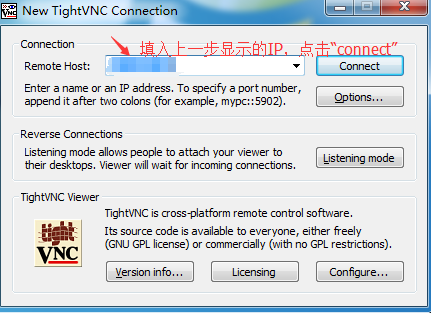 New TightVNC Connection
Connection
填入上一步显示的IP，点击“connect”
Remote Host:
Connect
Enter a name or an IP address. To specify a port number,
append it after two colons (for example, mypc::5902).
Options...
Reverse Connections
Listening mode allows people to attach your viewer to
their desktops. Viewer will wait for incoming connections.
Listening mode
TightVNC Viewer
tight
VNC
TightVNC is cross-platform remote control software.
Its source code is available to everyone, either freely
(GNU GPL license) or commercially (with no GPL restrictions).
Version info...
Licensing
Configure...